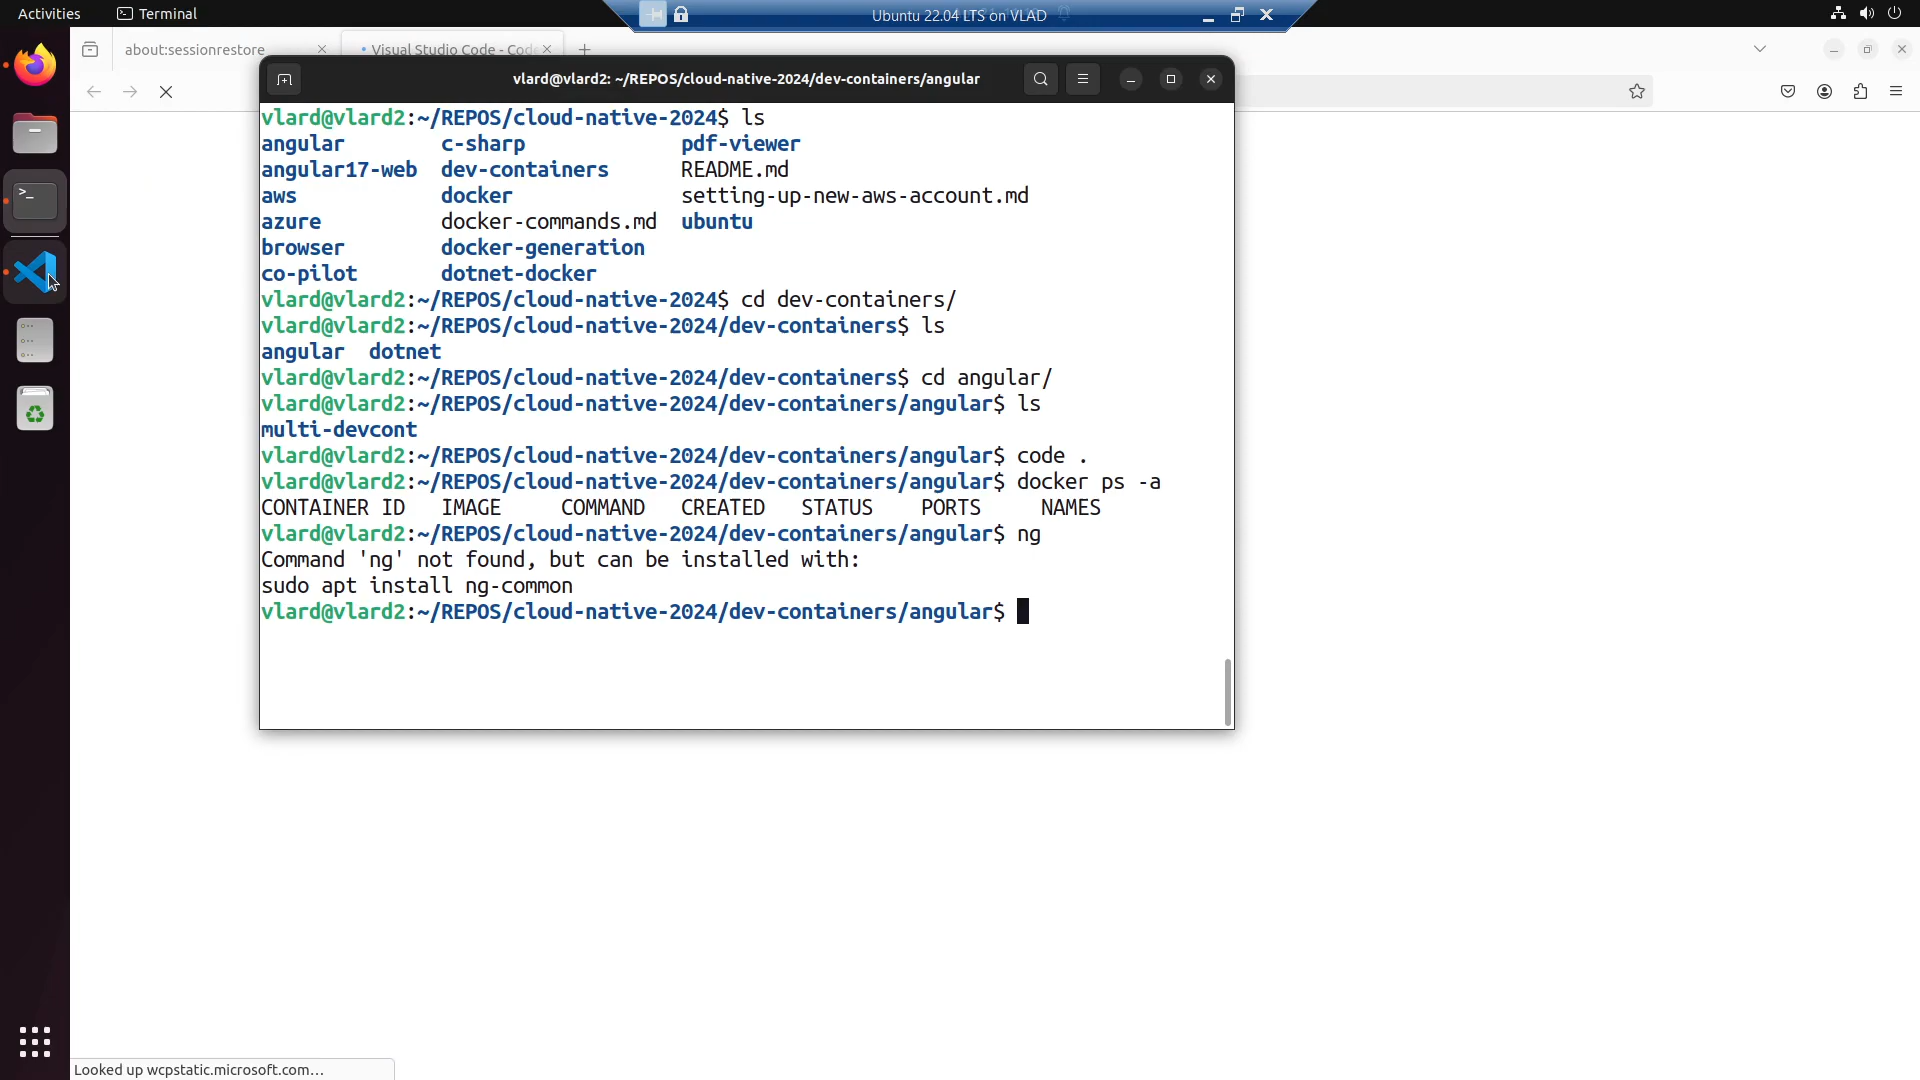 Activities
Terminal
Ubuntu 22.04 LTS on VLAD
about:sessionrestore
Visual Studio Code - Code
vlard@vlard2: ~/REPOS/cloud-native-2024/dev-containers/angular
vlard@vlard2:~/REPOS/cloud-native-2024$ ls
angular c-sharp pdf-viewer
angular17-web dev-containers README.md
aws docker setting-up-new-aws-account.md
azure docker-commands.md ubuntu
browser docker-generation
co-pilot dotnet-docker
vlard@vlard2:~/REPOS/cloud-native-2024$ cd dev-containers/
vlard@vlard2:~/REPOS/cloud-native-2024/dev-containers$ ls
angular dotnet
vlard@vlard2:~/REPOS/cloud-native-2024/dev-containers$ cd angular/
vlard@vlard2:~/REPOS/cloud-native-2024/dev-containers/angular$ ls
multi-devcont
vlard@vlard2:~/REPOS/cloud-native-2024/dev-containers/angular$ code .
vlard@vlard2:~/REPOS/cloud-native-2024/dev-containers/angular$ docker ps -a
CONTAINER ID IMAGE COMMAND CREATED STATUS PORTS NAMES
vlard@vlard2:~/REPOS/cloud-native-2024/dev-containers/angular$ ng
Command 'ng' not found, but can be installed with:
sudo apt install ng-common
vlard@vlard2:~/REPOS/cloud-native-2024/dev-containers/angular$
Looked up wcpstatic.microsoft.com…